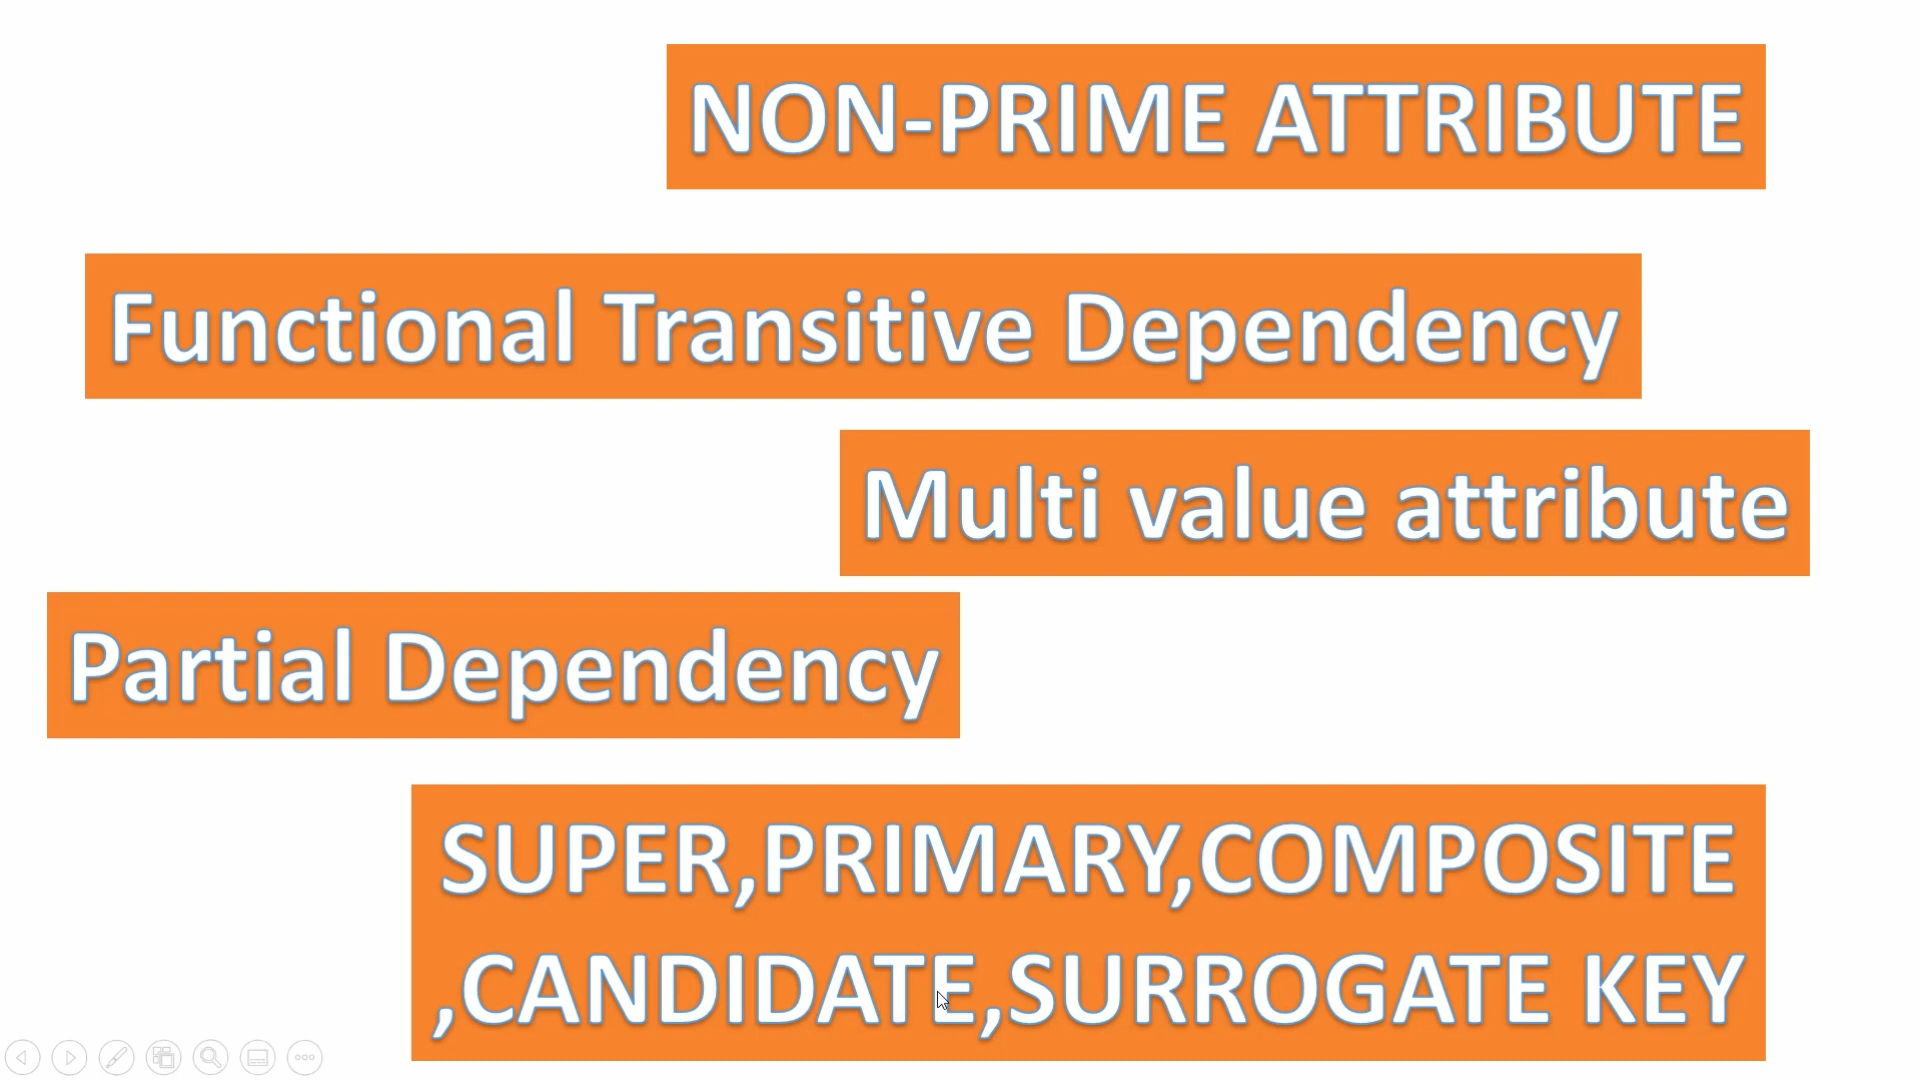 NON-PRIME ATTRIBUTE
Functional Transitive Dependency
Multi value attribute
Partial Dependency
SUPER,PRIMARY,COMPOSITE
,CANDIDATE,SURROGATE KEY